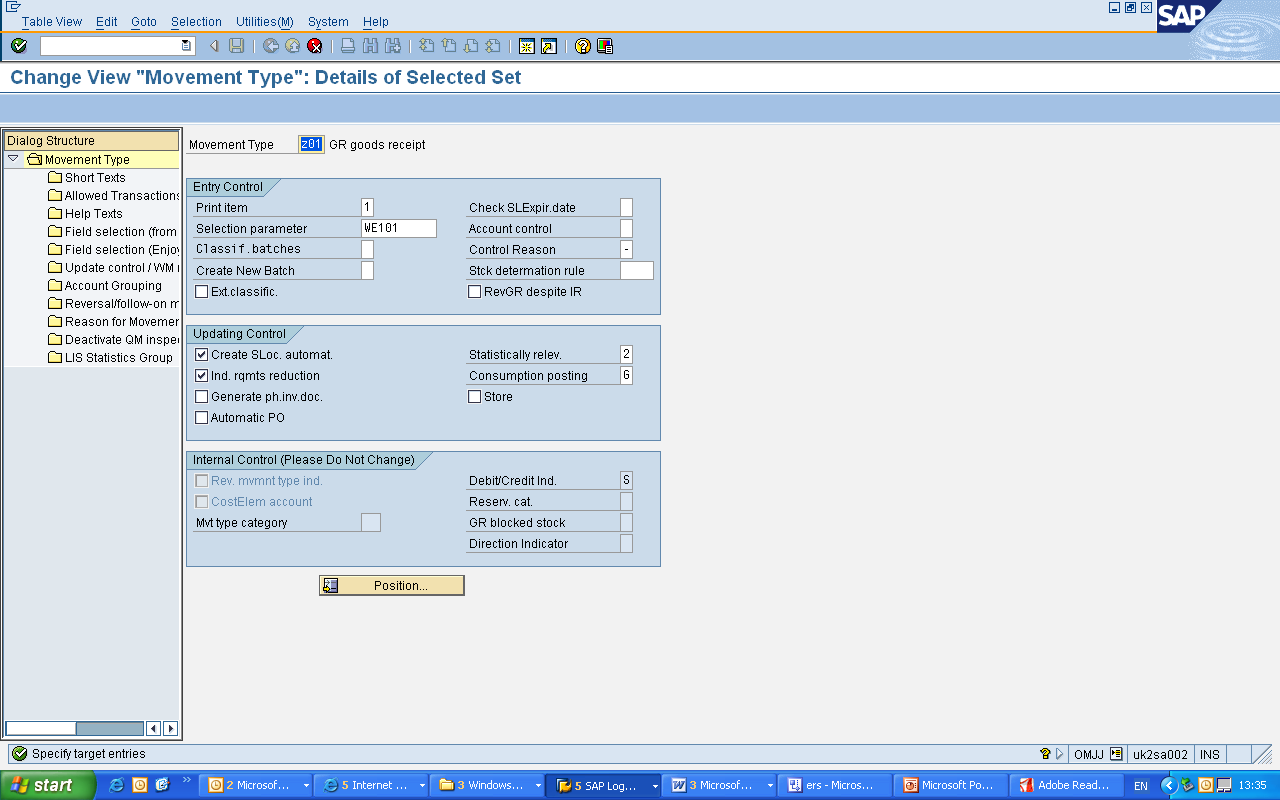 Table View Edit Goto Selection Utilities(M) System Help
SAP
Change View "Movement Type": Details of Selected Set
Dialog Structure
Movement Type
Short Texts
Allowed Transactions
Help Texts
Field selection (from
Field selection (Enjoy
Update control / WM
Account Grouping
Reversal/follow-on m
Reason for Movemer
Deactivate QM inspe
LIS Statistics Group
Movement Type z01 GR goods receipt
Entry Control
Print item 1 Check SLExpir.date
Selection parameter WE101 Account control
Classif.batches Control Reason -
Create New Batch Stck determation rule
Ext.classific. RevGR despite IR
Updating Control
Create SLoc. automat. Statistically relev. 2
Ind. rqmts reduction Consumption posting G
Generate ph.inv.doc. Store
Automatic PO
Internal Control (Please Do Not Change)
Rev. mvmnt type ind. Debit/Credit Ind. S
CostElem account Reserv. cat.
Mvt type category GR blocked stock
Direction Indicator
Position...
Specify target entries OMJJ uk2sa002 INS
start 2 Microsof... 5 Internet ... 3 Windows... 5 SAP Log... 3 Microsof... ers - Micros... Microsoft Po... Adobe Read... EN 13:35